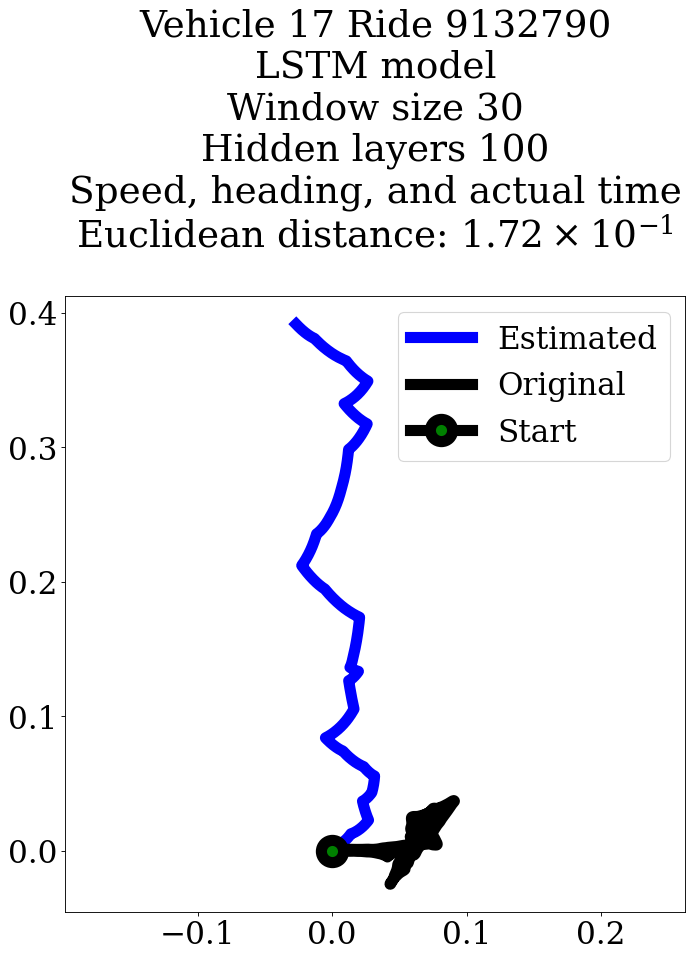 Vehicle 17 Ride 9132790
LSTM model
Window size 30
Hidden layers 100
Speed, heading, and actual time
Euclidean distance: 1.72 × 10⁻¹
Estimated
Original
Start
0.4
0.3
0.2
0.1
0.0
−0.1 0.0 0.1 0.2